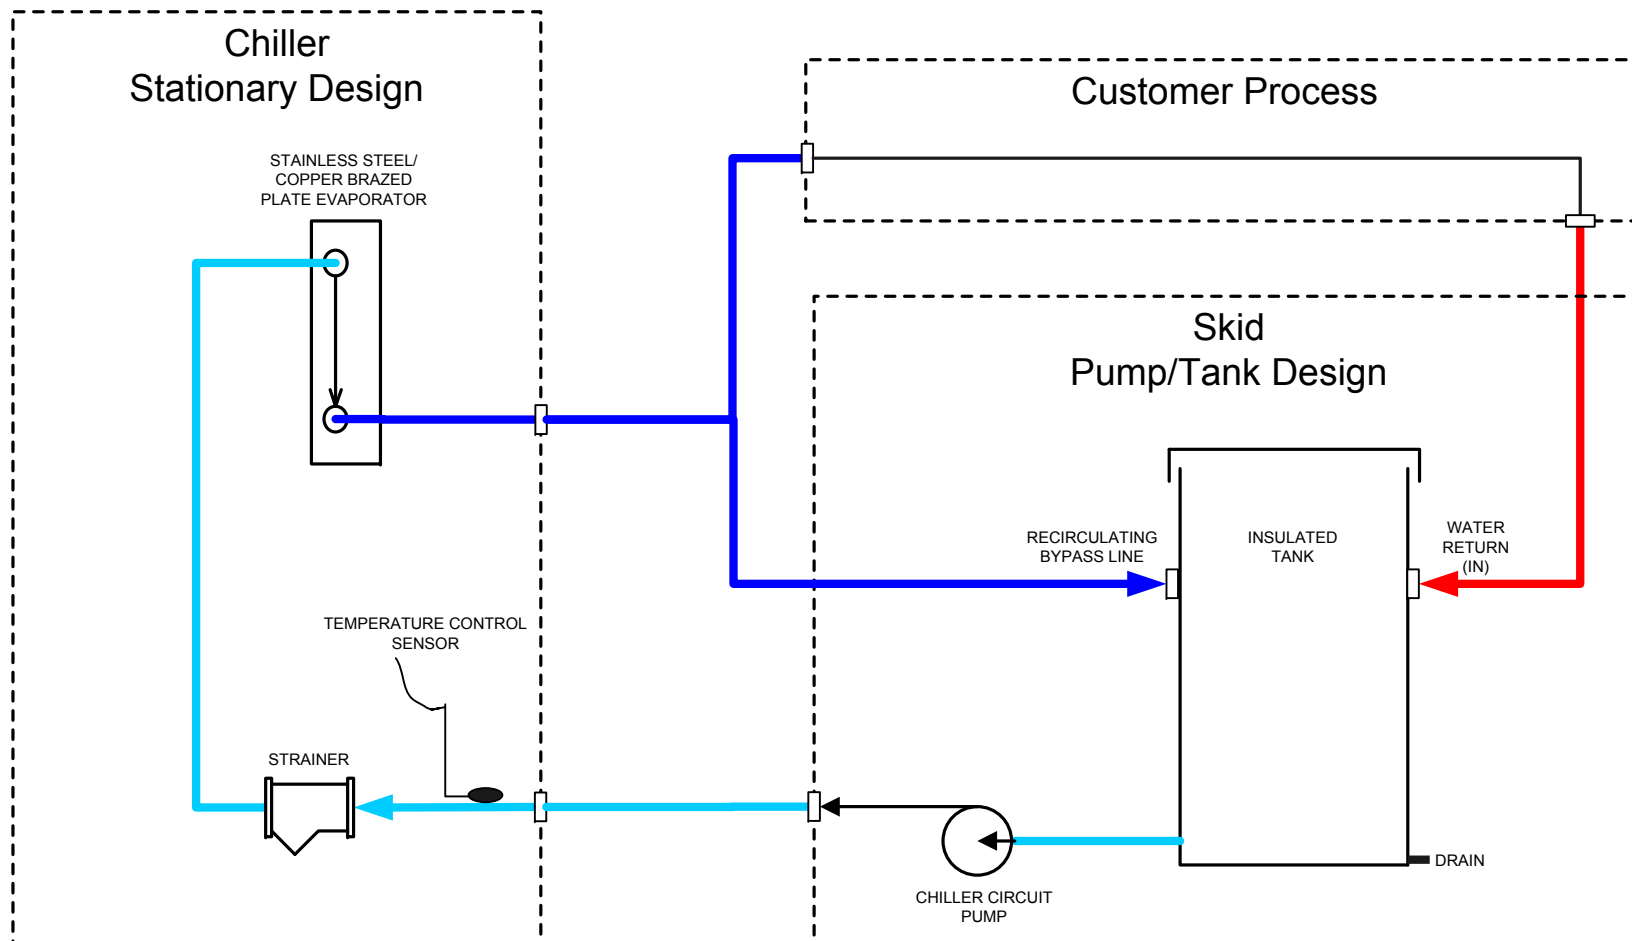 Chiller
Stationary Design
STAINLESS STEEL/
COPPER BRAZED
PLATE EVAPORATOR
Customer Process
Skid
Pump/Tank Design
RECIRCULATING
BYPASS LINE
INSULATED
TANK
WATER
RETURN
(IN)
TEMPERATURE CONTROL
SENSOR
STRAINER
CHILLER CIRCUIT
PUMP
DRAIN